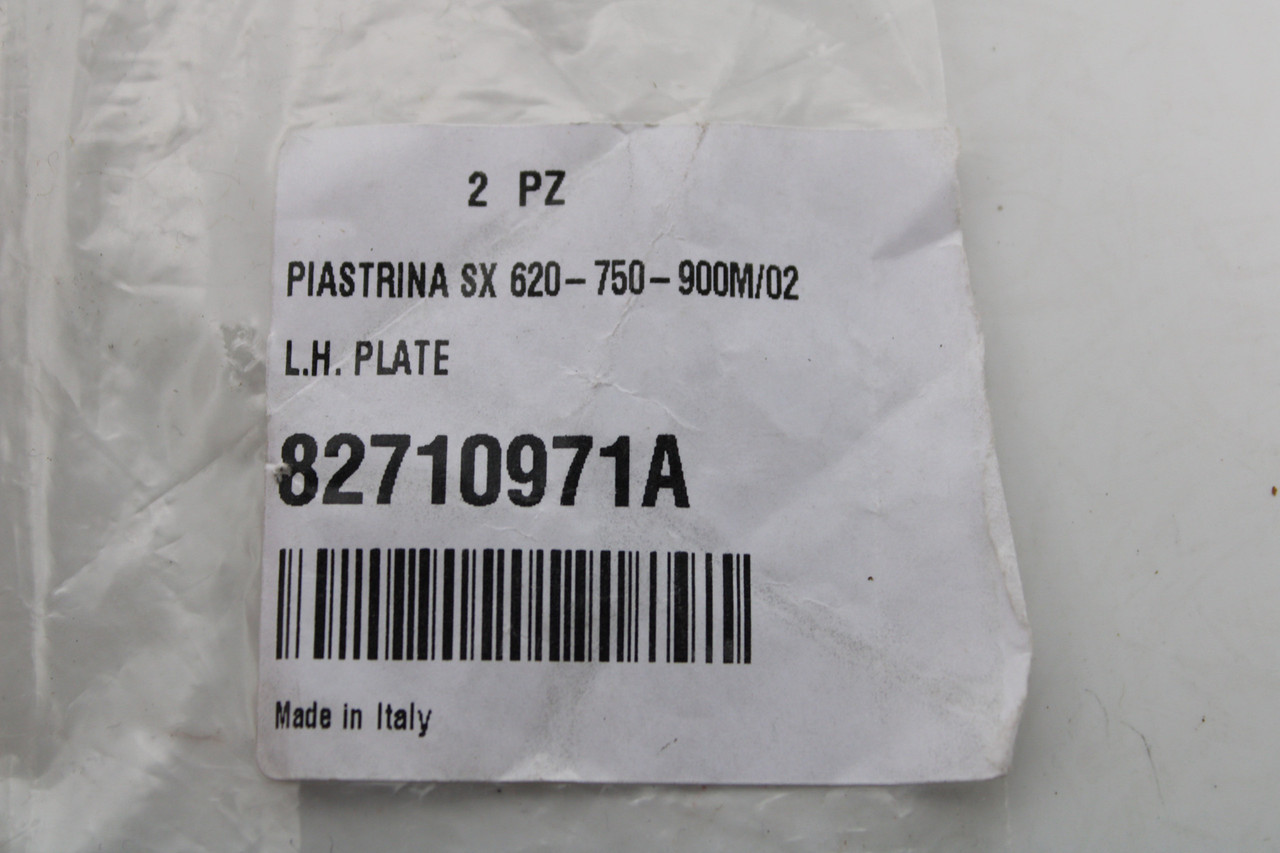 2 PZ
PIASTRINA SX 620-750-900M/02
L.H. PLATE
82710971A
Made in Italy